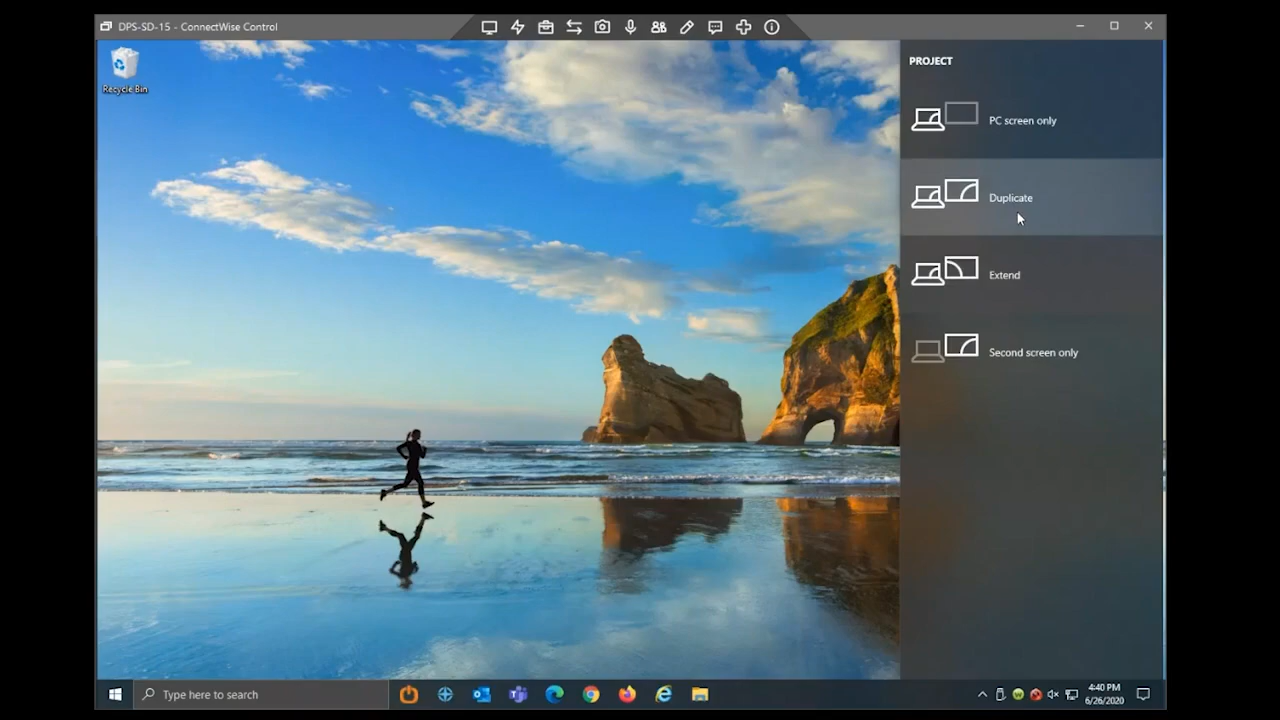 DPS-SD-15 - ConnectWise Control
Recycle Bin
PROJECT
PC screen only
Duplicate
Extend
Second screen only
Type here to search
4:40 PM
6/26/2020